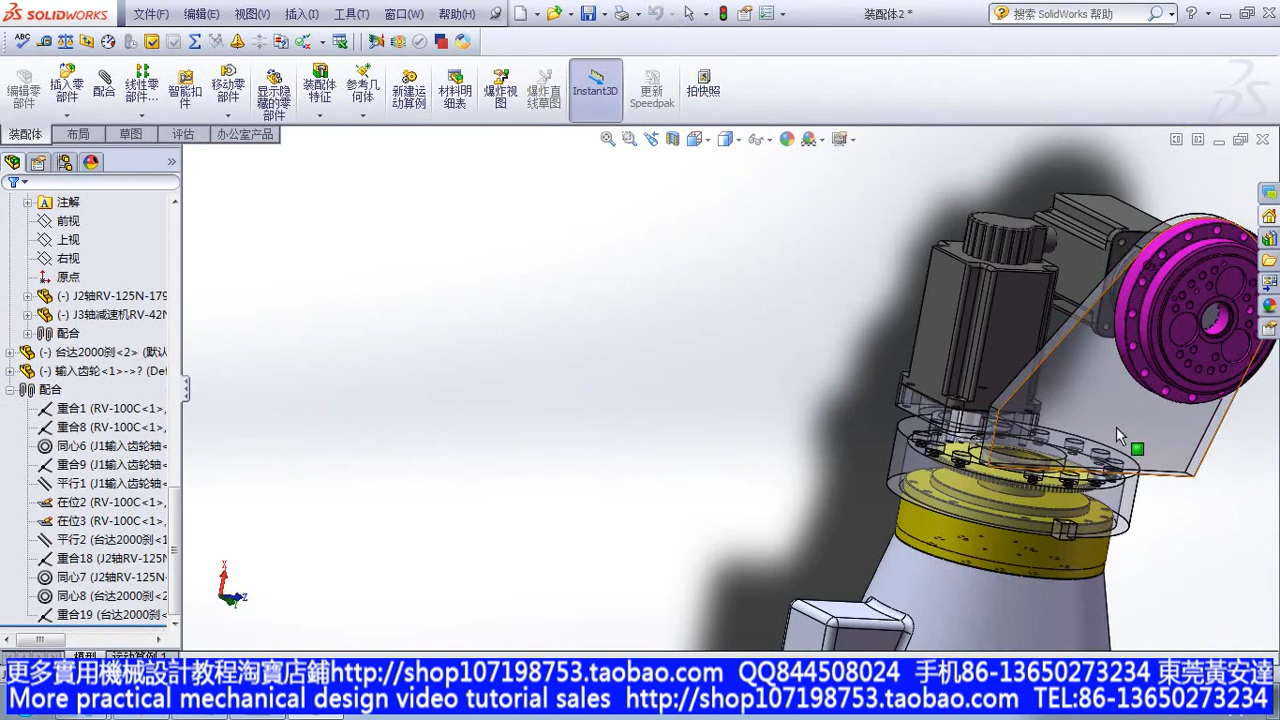 SOLIDWORKS
文件(F) 编辑(E) 视图(V) 插入(I) 工具(T) 窗口(W) 帮助(H)
装配体2 *
搜索 SolidWorks 帮助
编辑零部件
插入零部件
配合
线性零部件...
智能扣件
移动零部件
显示隐藏的零部件
装配体特征
参考几何体
新建运动算例
材料明细表
爆炸视图
爆炸直线草图
Instant3D
更新 Speedpak
拍快照
装配体 布局 草图 评估 办公室产品
注解
前视
上视
右视
原点
(-) J2轴RV-125N-179
(-) J3轴减速机RV-42N
配合
(-) 台达2000刹<2> (默认
(-) 输入齿轮<1>->? (Def
配合
重合1 (RV-100C<1>,
重合8 (RV-100C<1>,
同心6 (J1输入齿轮轴<
重合9 (J1输入齿轮轴<
平行1 (J1输入齿轮轴<
在位2 (RV-100C<1>,
在位3 (RV-100C<1>,
平行2 (台达2000刹<1>
重合18 (J2轴RV-125N
同心7 (J2轴RV-125N-
同心8 (台达2000刹<2
重合19 (台达2000刹<
X
Z
模型 运动算例 1
更多實用機械設計教程淘寶店鋪http://shop107198753.taobao.com QQ844508024 手机86-13650273234 東莞黃安達
More practical mechanical design video tutorial sales http://shop107198753.taobao.com TEL:86-13650273234